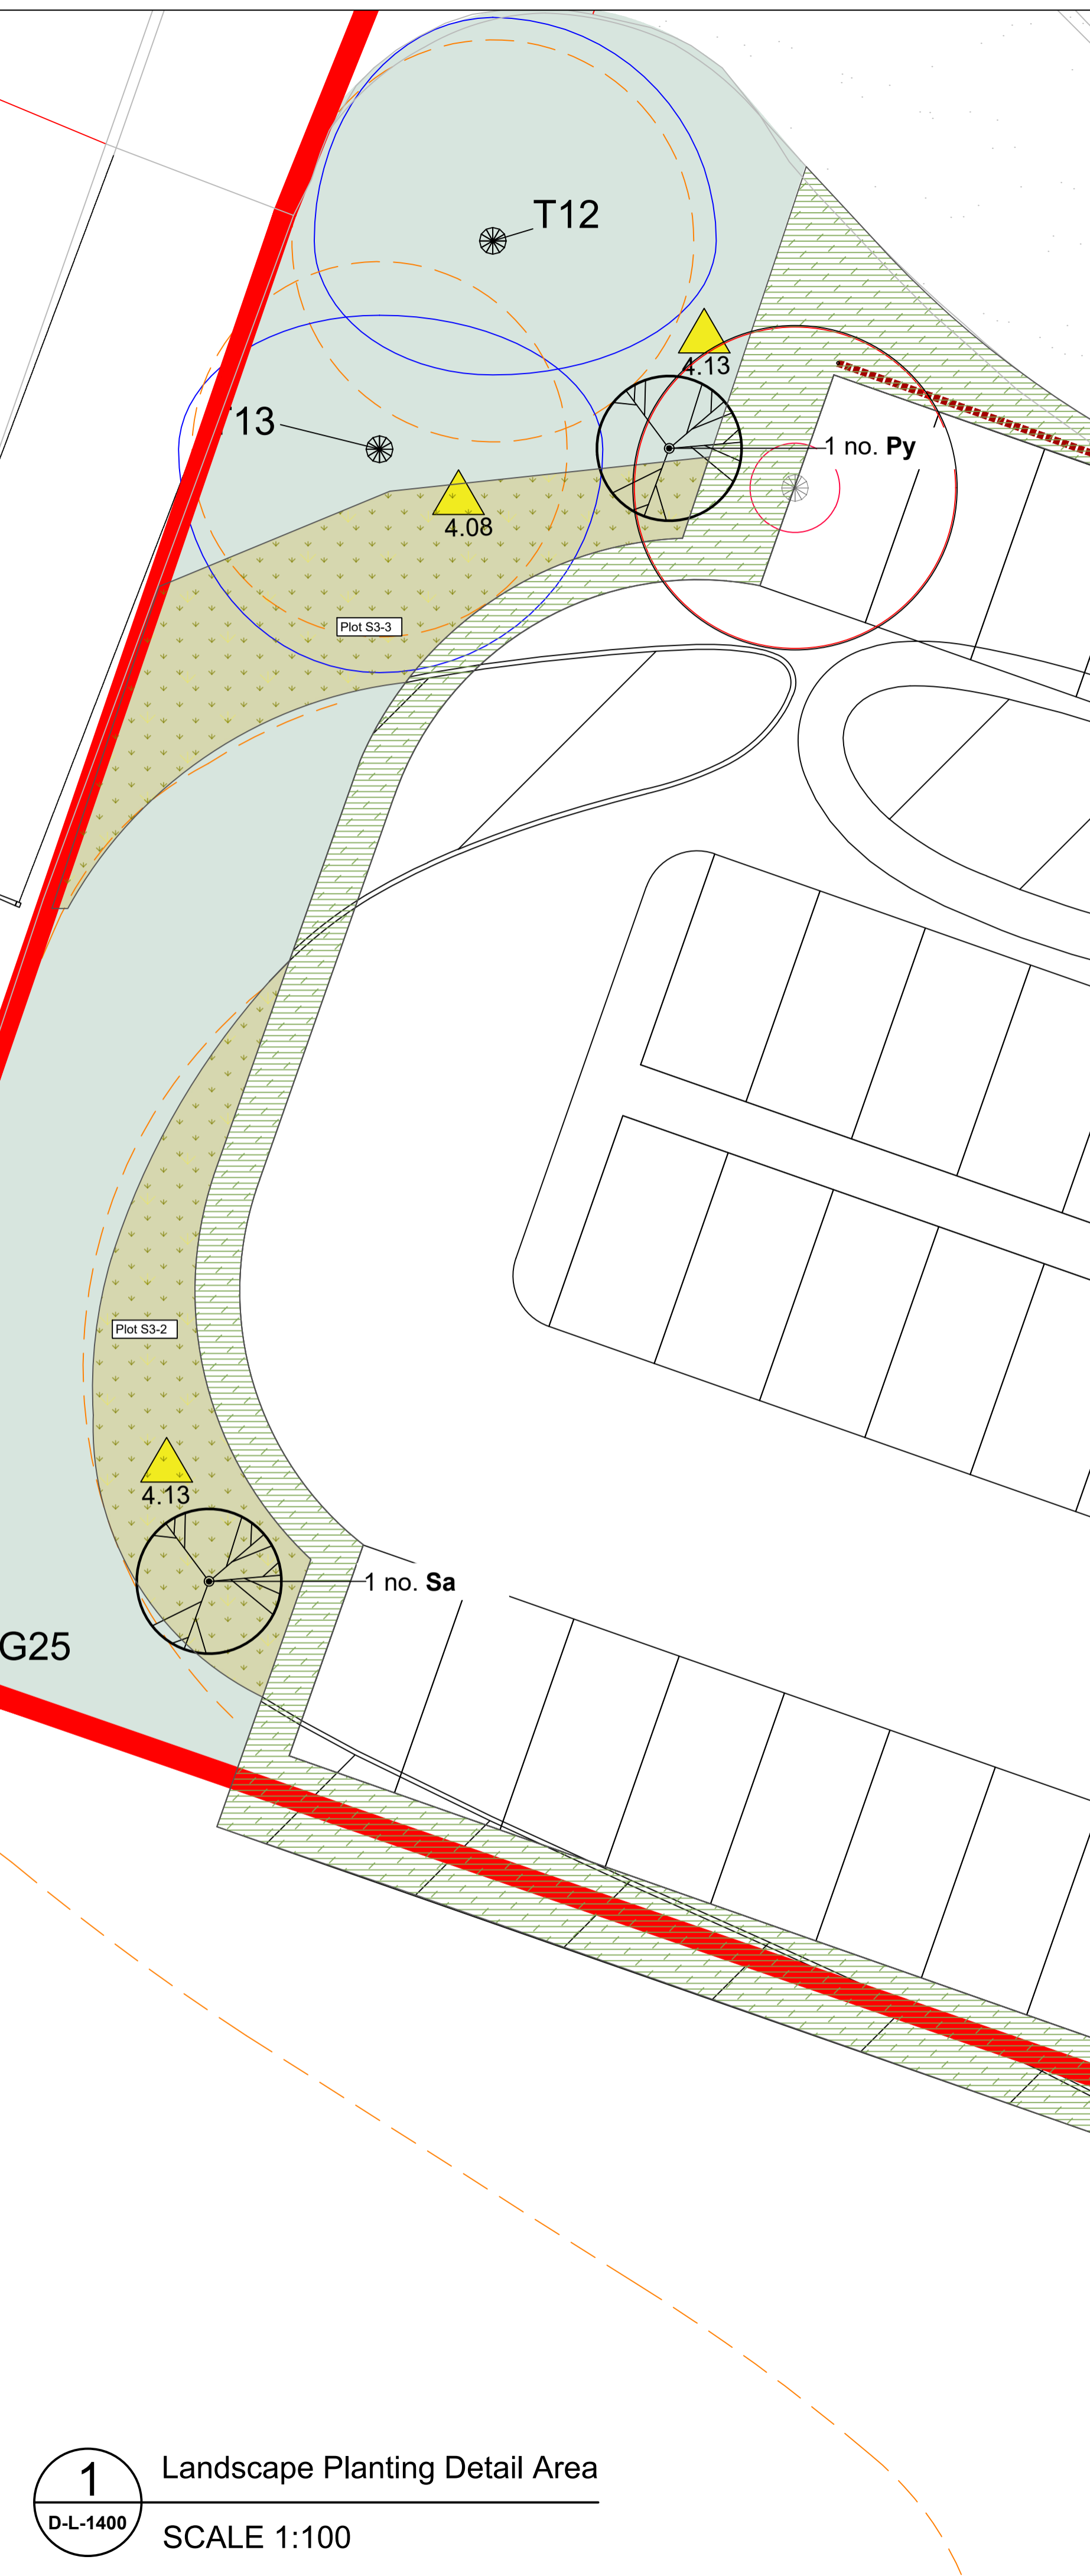 T12
4.13
13
1 no. Py
4.08
Plot S3-3
Plot S3-2
4.13
1 no. Sa
G25
1
D-L-1400
Landscape Planting Detail Area
SCALE 1:100